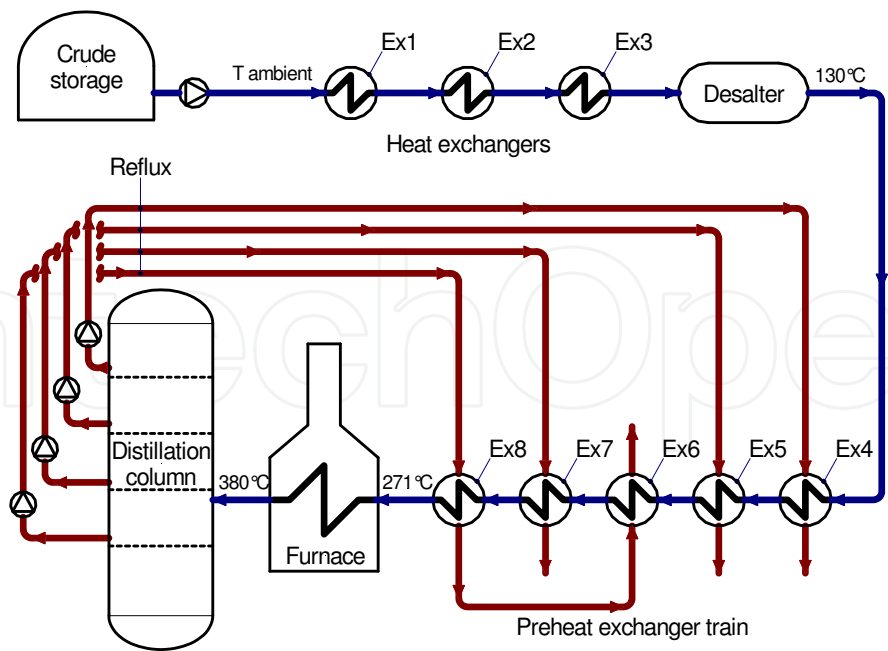 Crude
storage
T ambient
Ex1
Ex2
Ex3
Heat exchangers
Desalter
130°C
Reflux
Distillation
column
380°C
Furnace
271°C
Ex8
Ex7
Ex6
Ex5
Ex4
Preheat exchanger train